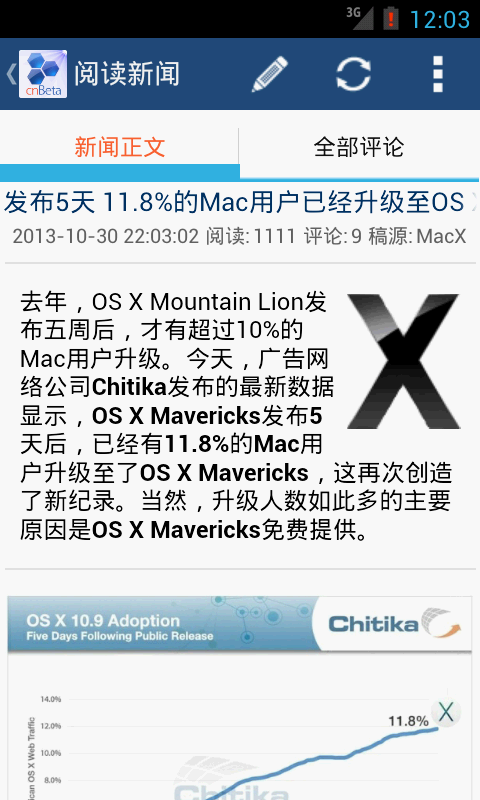 3G 12:03
cnBeta 阅读新闻
新闻正文 全部评论
发布5天 11.8%的Mac用户已经升级至OS X
2013-10-30 22:03:02 阅读:1111 评论:9 稿源:MacX
去年，OS X Mountain Lion发
布五周后，才有超过10%的
Mac用户升级。今天，广告网
络公司Chitika发布的最新数据
显示，OS X Mavericks发布5
天后，已经有11.8%的Mac用
户升级至了OS X Mavericks，这再次创造
了新纪录。当然，升级人数如此多的主要
原因是OS X Mavericks免费提供。
OS X 10.9 Adoption
Five Days Following Public Release
Chitika
14.0%
12.0%
10.0%
8.0%
11.8%
X
ican OS X Web Traffic
Chitika